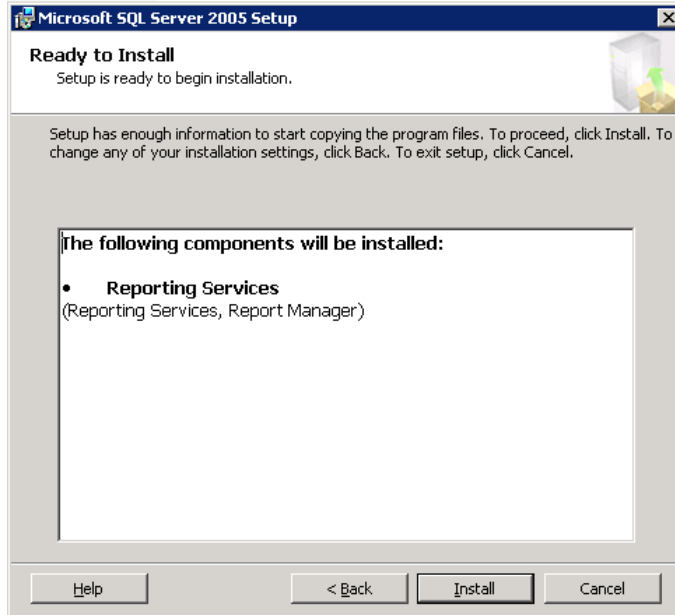 Microsoft SQL Server 2005 Setup
Ready to Install
Setup is ready to begin installation.
Setup has enough information to start copying the program files. To proceed, click Install. To
change any of your installation settings, click Back. To exit setup, click Cancel.
The following components will be installed:
• Reporting Services
(Reporting Services, Report Manager)
Help
< Back
Install
Cancel